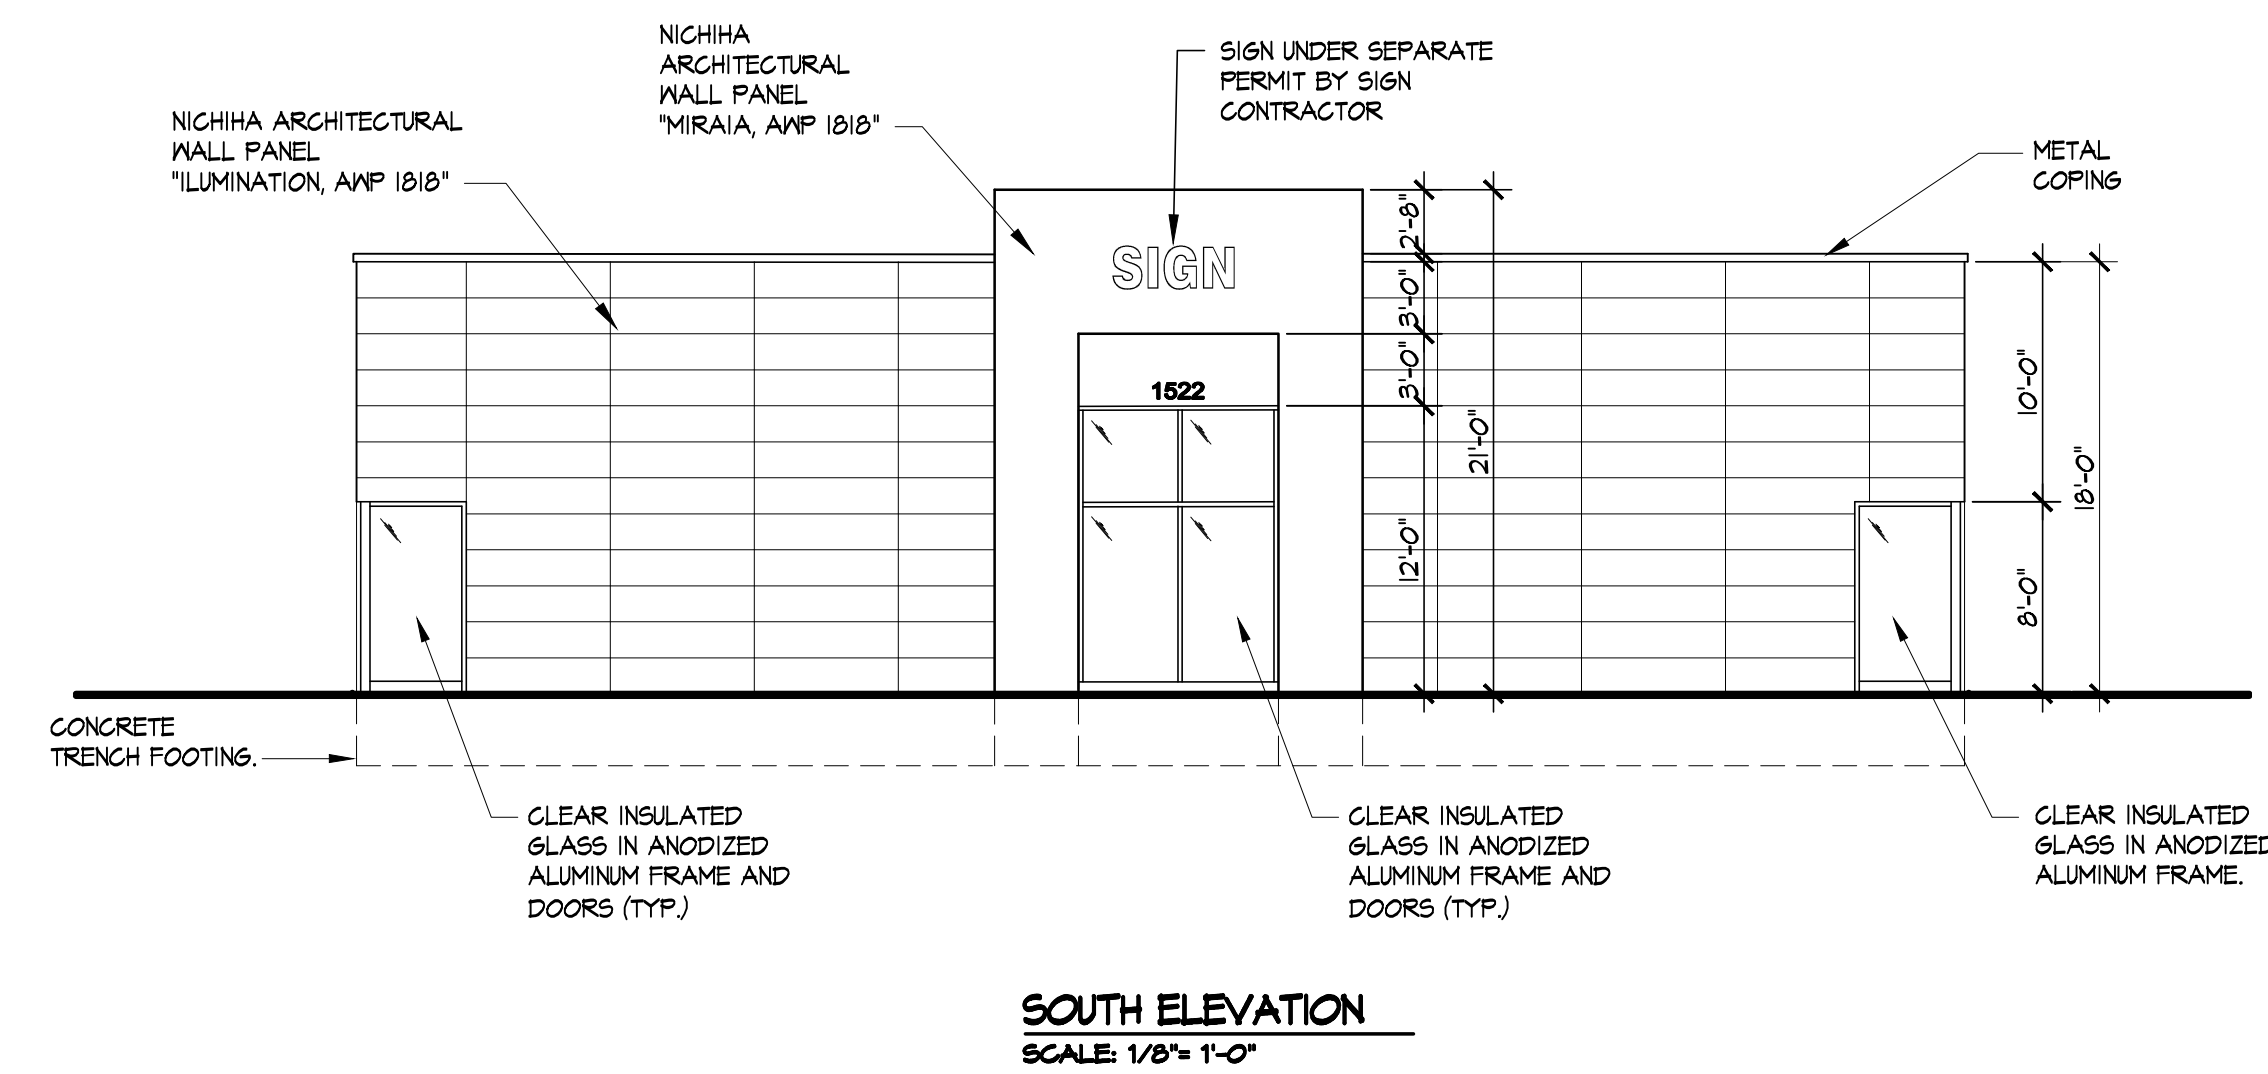 NICHIHA
ARCHITECTURAL
WALL PANEL
"MIRAIA, AWP 1818"
SIGN UNDER SEPARATE
PERMIT BY SIGN
CONTRACTOR
NICHIHA ARCHITECTURAL
WALL PANEL
"ILUMINATION, AWP 1818"
METAL
COPING
SIGN
1522
2'-8"
3'-0"
3'-0"
12'-0"
21'-0"
10'-0"
8'-0"
18'-0"
CONCRETE
TRENCH FOOTING.
CLEAR INSULATED
GLASS IN ANODIZED
ALUMINUM FRAME AND
DOORS (TYP.)
CLEAR INSULATED
GLASS IN ANODIZED
ALUMINUM FRAME AND
DOORS (TYP.)
CLEAR INSULATED
GLASS IN ANODIZED
ALUMINUM FRAME.
SOUTH ELEVATION
SCALE: 1/8"= 1'-0"